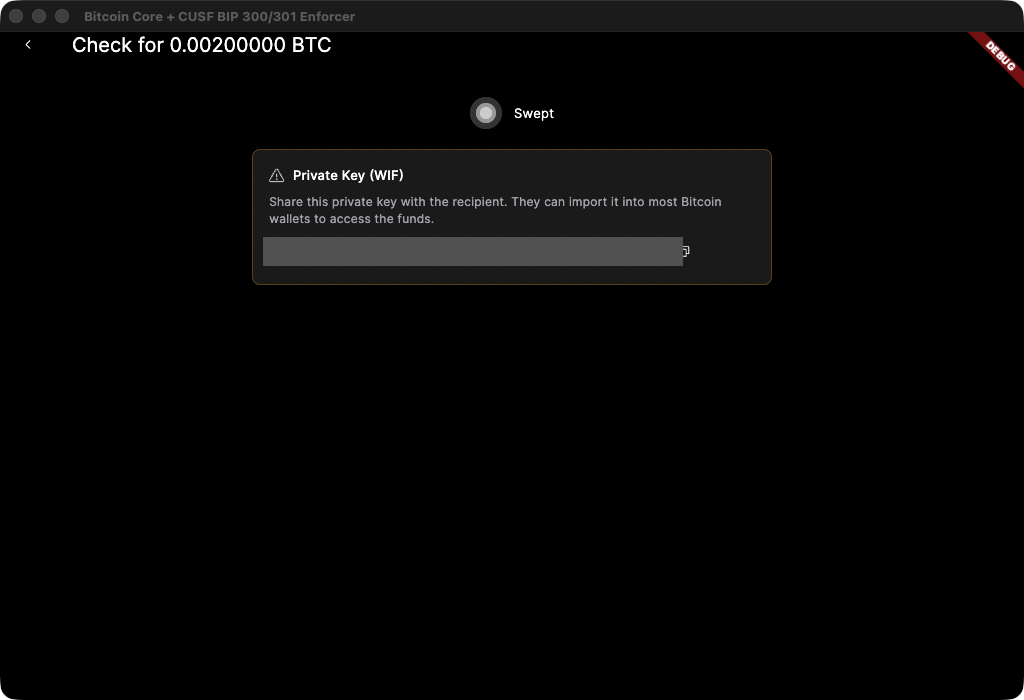 Bitcoin Core + CUSF BIP 300/301 Enforcer
Check for 0.00200000 BTC
DEBUG
Swept
Private Key (WIF)
Share this private key with the recipient. They can import it into most Bitcoin
wallets to access the funds.